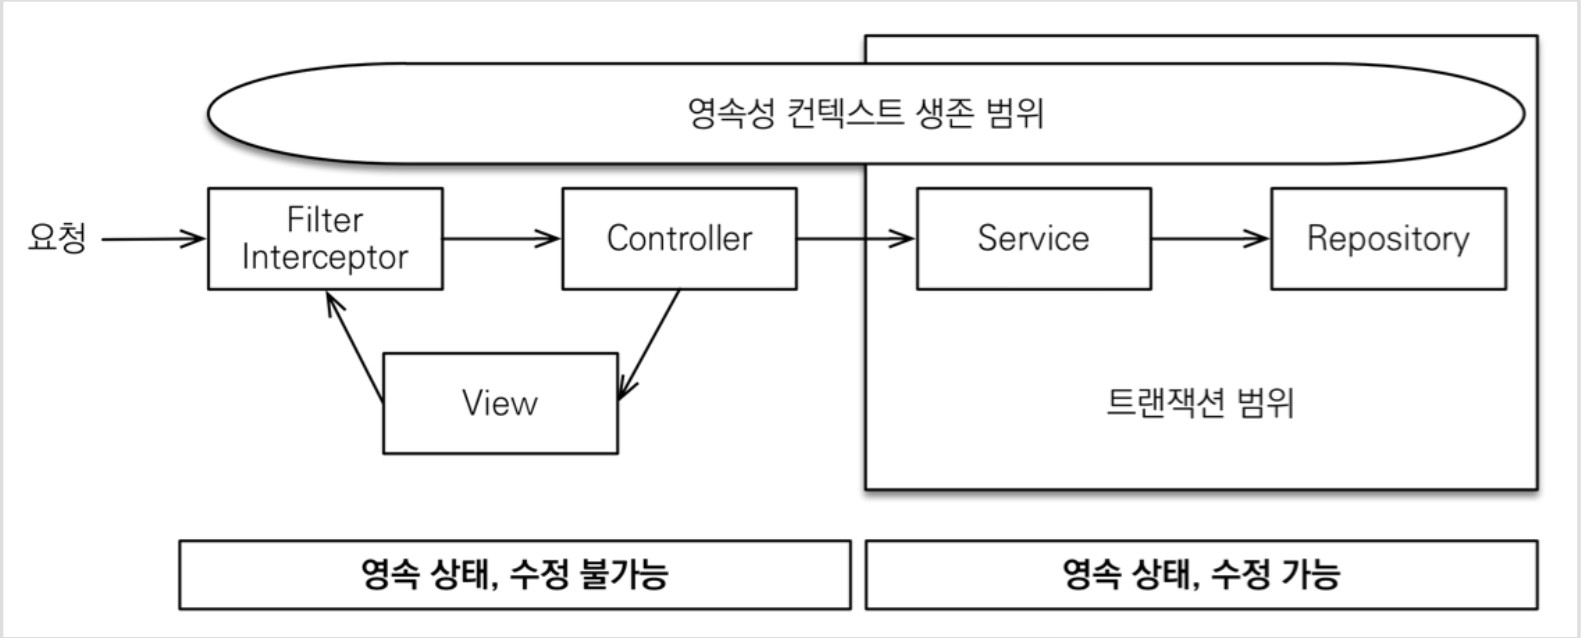 영속성 컨텍스트 생존 범위
요청
Filter
Interceptor
Controller
Service
Repository
View
트랜잭션 범위
영속 상태, 수정 불가능
영속 상태, 수정 가능